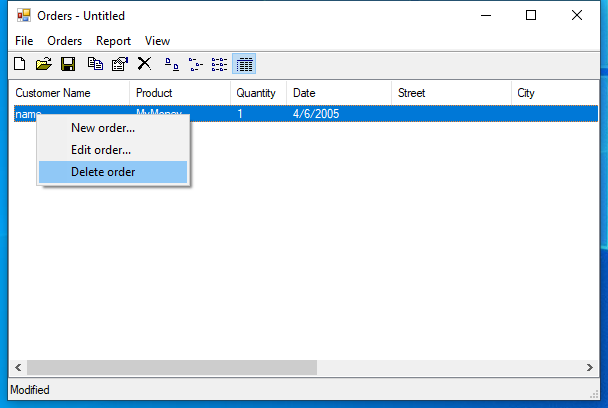 Orders - Untitled
File Orders Report View
Customer Name Product Quantity Date Street City
name MyMoney 1 4/6/2005
New order...
Edit order...
Delete order
Modified